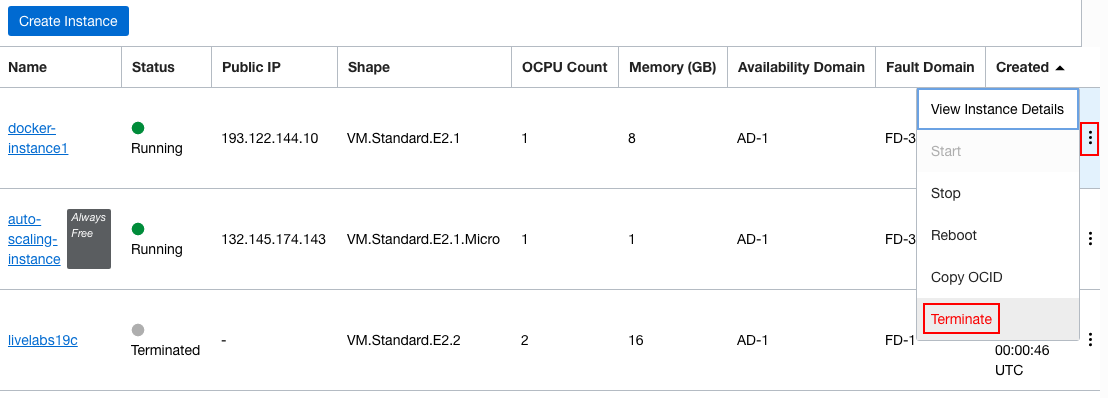 Create Instance
Name Status Public IP Shape OCPU Count Memory (GB) Availability Domain Fault Domain Created
View Instance Details
docker-
instance1
Running
193.122.144.10
VM.Standard.E2.1
1
8
AD-1
FD-3
Start
Stop
auto-
scaling-
instance
Always
Free
Running
132.145.174.143
VM.Standard.E2.1.Micro
1
1
AD-1
FD-3
Reboot
Copy OCID
Terminate
livelabs19c
Terminated
-
VM.Standard.E2.2
2
16
AD-1
FD-1
00:00:46
UTC